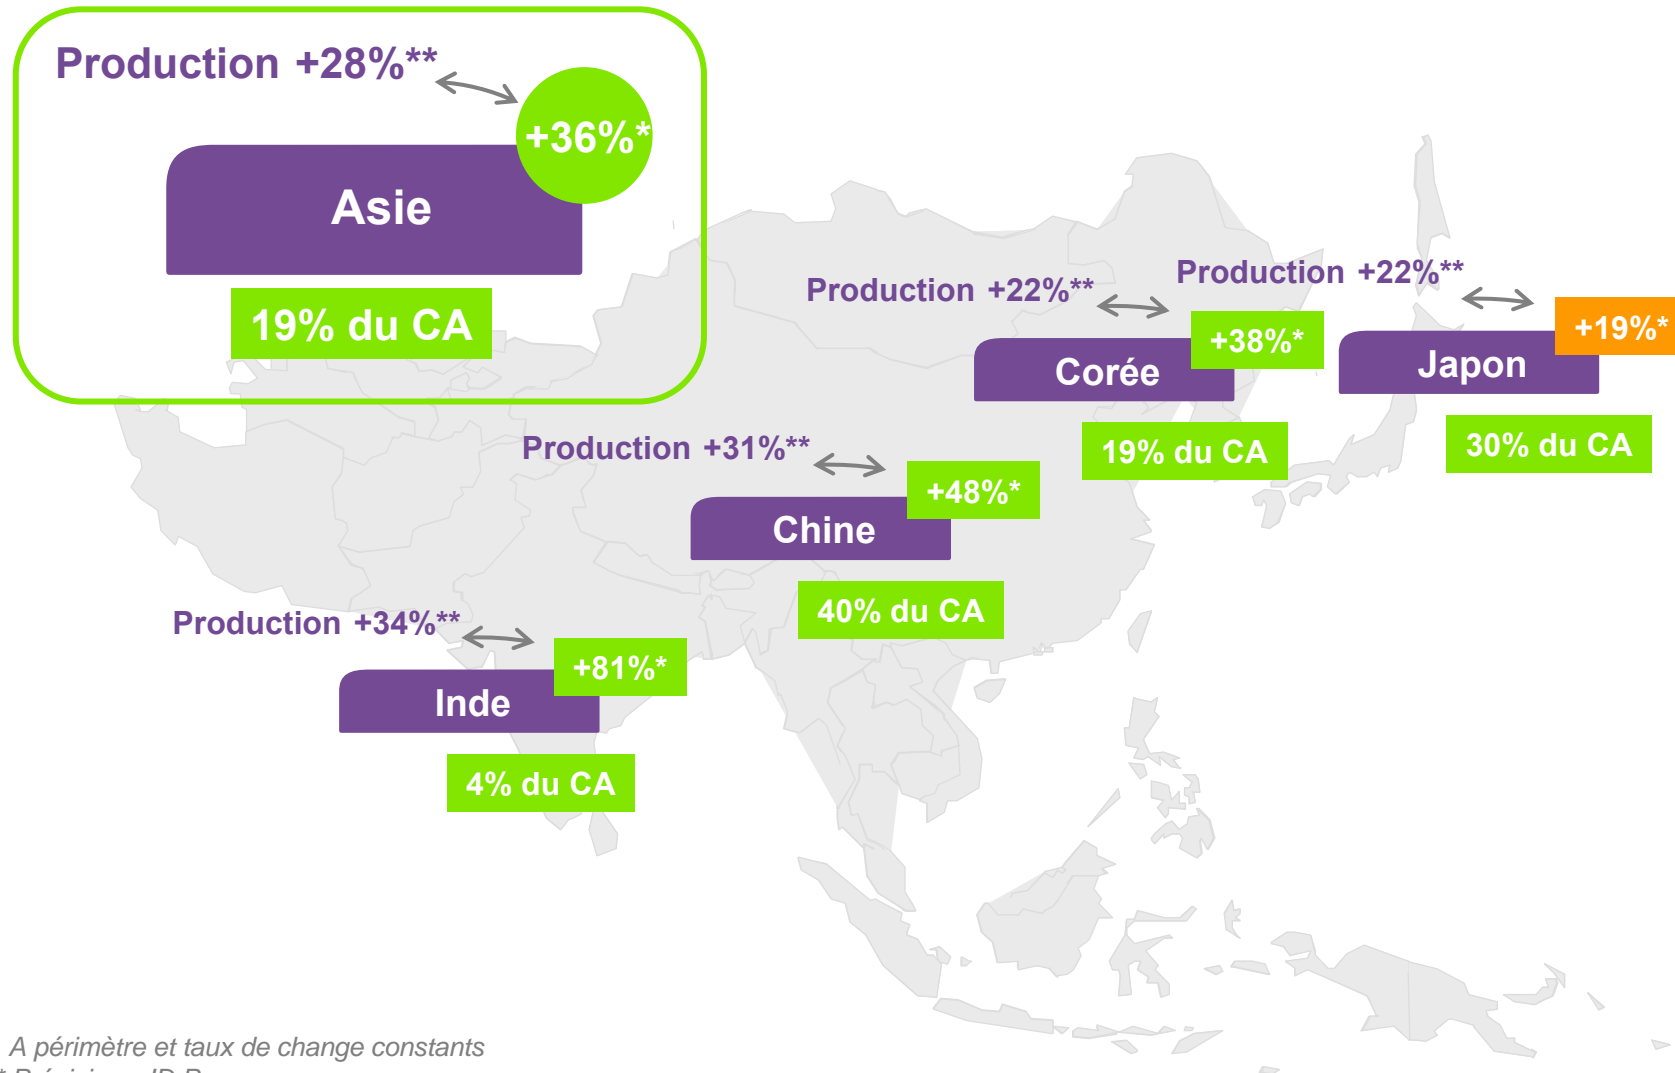 Production +28%**
+36%*
Asie
19% du CA
Production +22%**
+38%*
Corée
19% du CA
Production +22%**
+19%*
Japon
30% du CA
Production +31%**
+48%*
Chine
40% du CA
Production +34%**
+81%*
Inde
4% du CA
A périmètre et taux de change constants